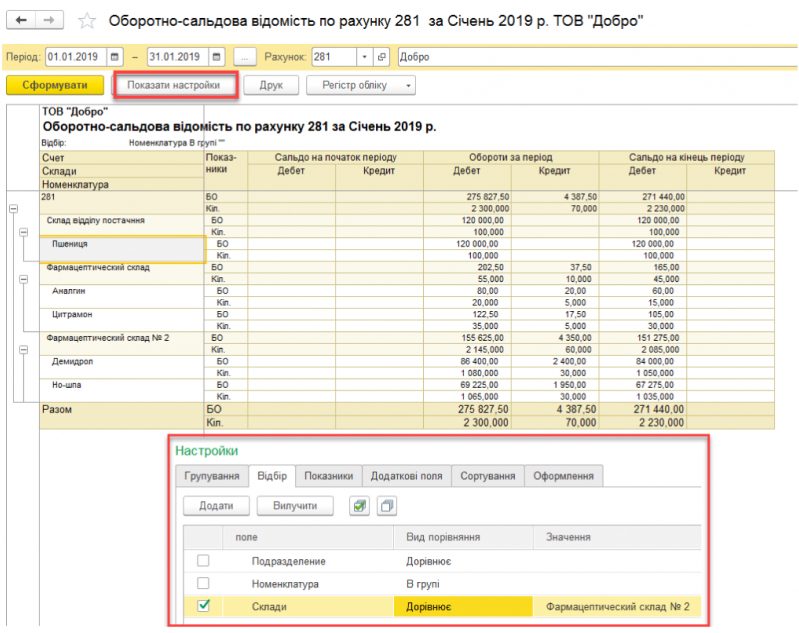 Оборотно-сальдова відомість по рахунку 281 за Січень 2019 р. ТОВ "Добро"
Період: 01.01.2019 – 31.01.2019 ... Рахунок: 281 Добро
Сформувати Показати настройки Друк Регістр обліку
ТОВ "Добро"
Оборотно-сальдова відомість по рахунку 281 за Січень 2019 р.
Відбір: Номенклатура В групі ""
Счет Показ- Сальдо на початок періоду Обороти за період Сальдо на кінець періоду
Склади ники Дебет Кредит Дебет Кредит Дебет Кредит
Номенклатура
281 БО 275 827,50 4 387,50 271 440,00
Кіл. 2 300,000 70,000 2 230,000
Склад відділу постачння БО 120 000,00 120 000,00
Кіл. 100,000 100,000
Пшениця БО 120 000,00 120 000,00
Кіл. 100,000 100,000
Фармацептический склад БО 202,50 37,50 165,00
Кіл. 55,000 10,000 45,000
Аналгин БО 80,00 20,00 60,00
Кіл. 20,000 5,000 15,000
Цитрамон БО 122,50 17,50 105,00
Кіл. 35,000 5,000 30,000
Фармацептический склад № 2 БО 155 625,00 4 350,00 151 275,00
Кіл. 2 145,000 60,000 2 085,000
Демидрол БО 86 400,00 2 400,00 84 000,00
Кіл. 1 080,000 30,000 1 050,000
Но-шпа БО 69 225,00 1 950,00 67 275,00
Кіл. 1 065,000 30,000 1 035,000
Разом БО 275 827,50 4 387,50 271 440,00
Кіл. 2 300,000 70,000 2 230,000
Настройки
Групування Відбір Показники Додаткові поля Сортування Оформлення
Додати Вилучити
поле Вид порівняння Значення
Подразделение Дорівнює
Номенклатура В групі
Склади Дорівнює Фармацептический склад № 2